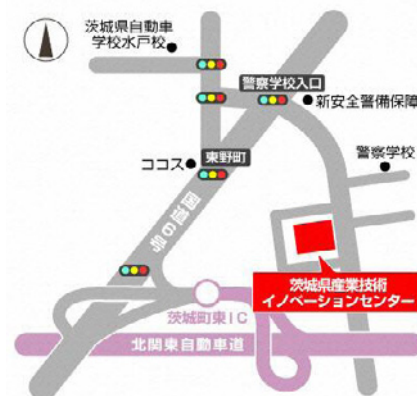 茨城県自動車
学校水戸校
警察学校入口
新安全警備保障
警察学校
東野町
ココス
国道6号
茨城県産業技術
イノベーションセンター
茨城町東IC
北関東自動車道